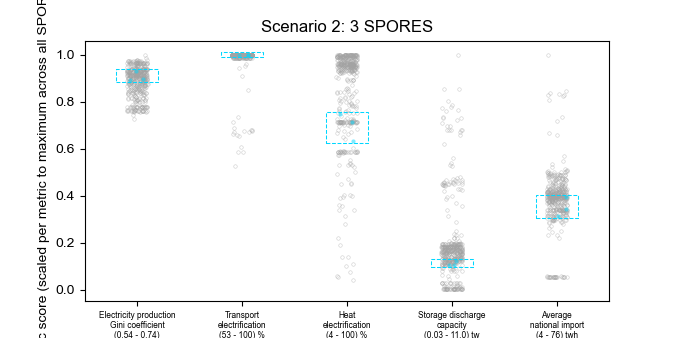 Scenario 2: 3 SPORES
c score (scaled per metric to maximum across all SPOR
1.0
0.8
0.6
0.4
0.2
0.0
Electricity production
Gini coefficient
(0.54 - 0.74)
Transport
electrification
(53 - 100) %
Heat
electrification
(4 - 100) %
Storage discharge
capacity
(0.03 - 11.0) tw
Average
national import
(4 - 76) twh